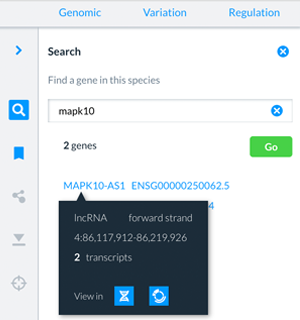 Genomic Variation Regulation
Search
Find a gene in this species
mapk10
2 genes Go
MAPK10-AS1 ENSG00000250062.5
4
lncRNA forward strand
4:86,117,912-86,219,926
2 transcripts
View in